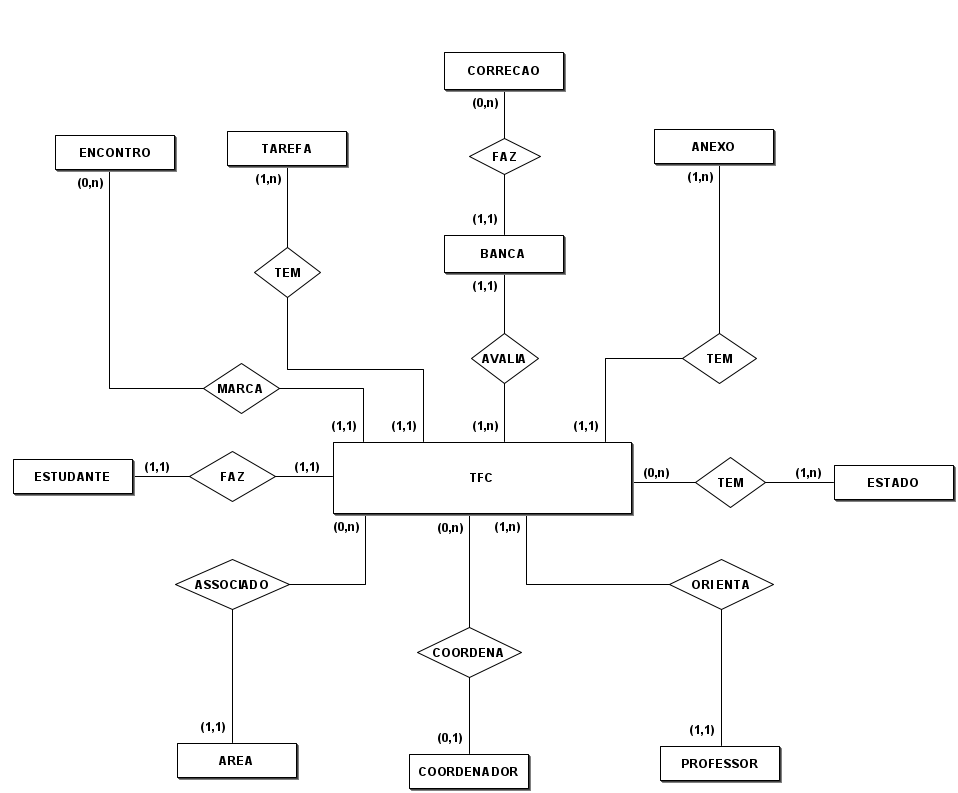 CORRECAO
(0,n)
FAZ
(1,1)
ENCONTRO
(0,n)
TAREFA
(1,n)
TEM
ANEXO
(1,n)
BANCA
(1,1)
AVALIA
(1,n)
TEM
(1,1)
MARCA
(1,1)
(1,1)
ESTUDANTE
(1,1)
FAZ
(1,1)
TFC
(0,n)
TEM
(1,n)
ESTADO
(0,n)
(0,n)
(1,n)
ASSOCIADO
ORIENTA
COORDENA
(1,1)
(0,1)
(1,1)
AREA
COORDENADOR
PROFESSOR